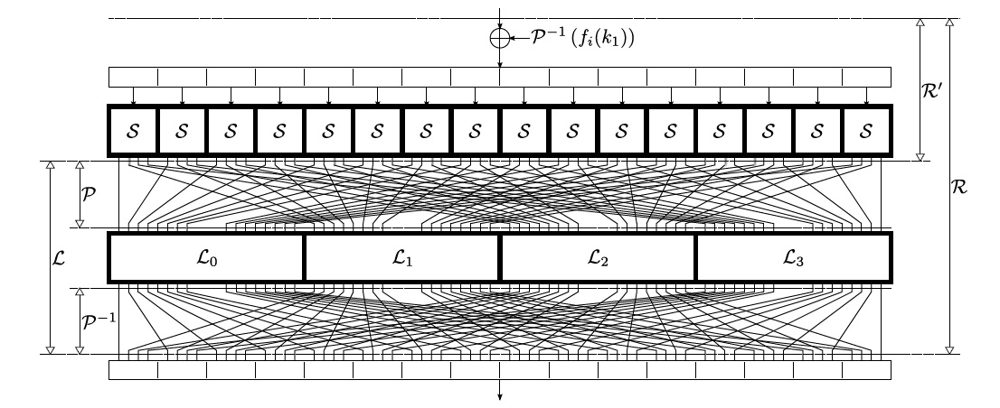 𝒫⁻¹ (fᵢ(k₁))
ℛ′
𝒮 𝒮 𝒮 𝒮 𝒮 𝒮 𝒮 𝒮 𝒮 𝒮 𝒮 𝒮 𝒮 𝒮 𝒮 𝒮
𝒫
ℛ
ℒ
ℒ₀ ℒ₁ ℒ₂ ℒ₃
𝒫⁻¹